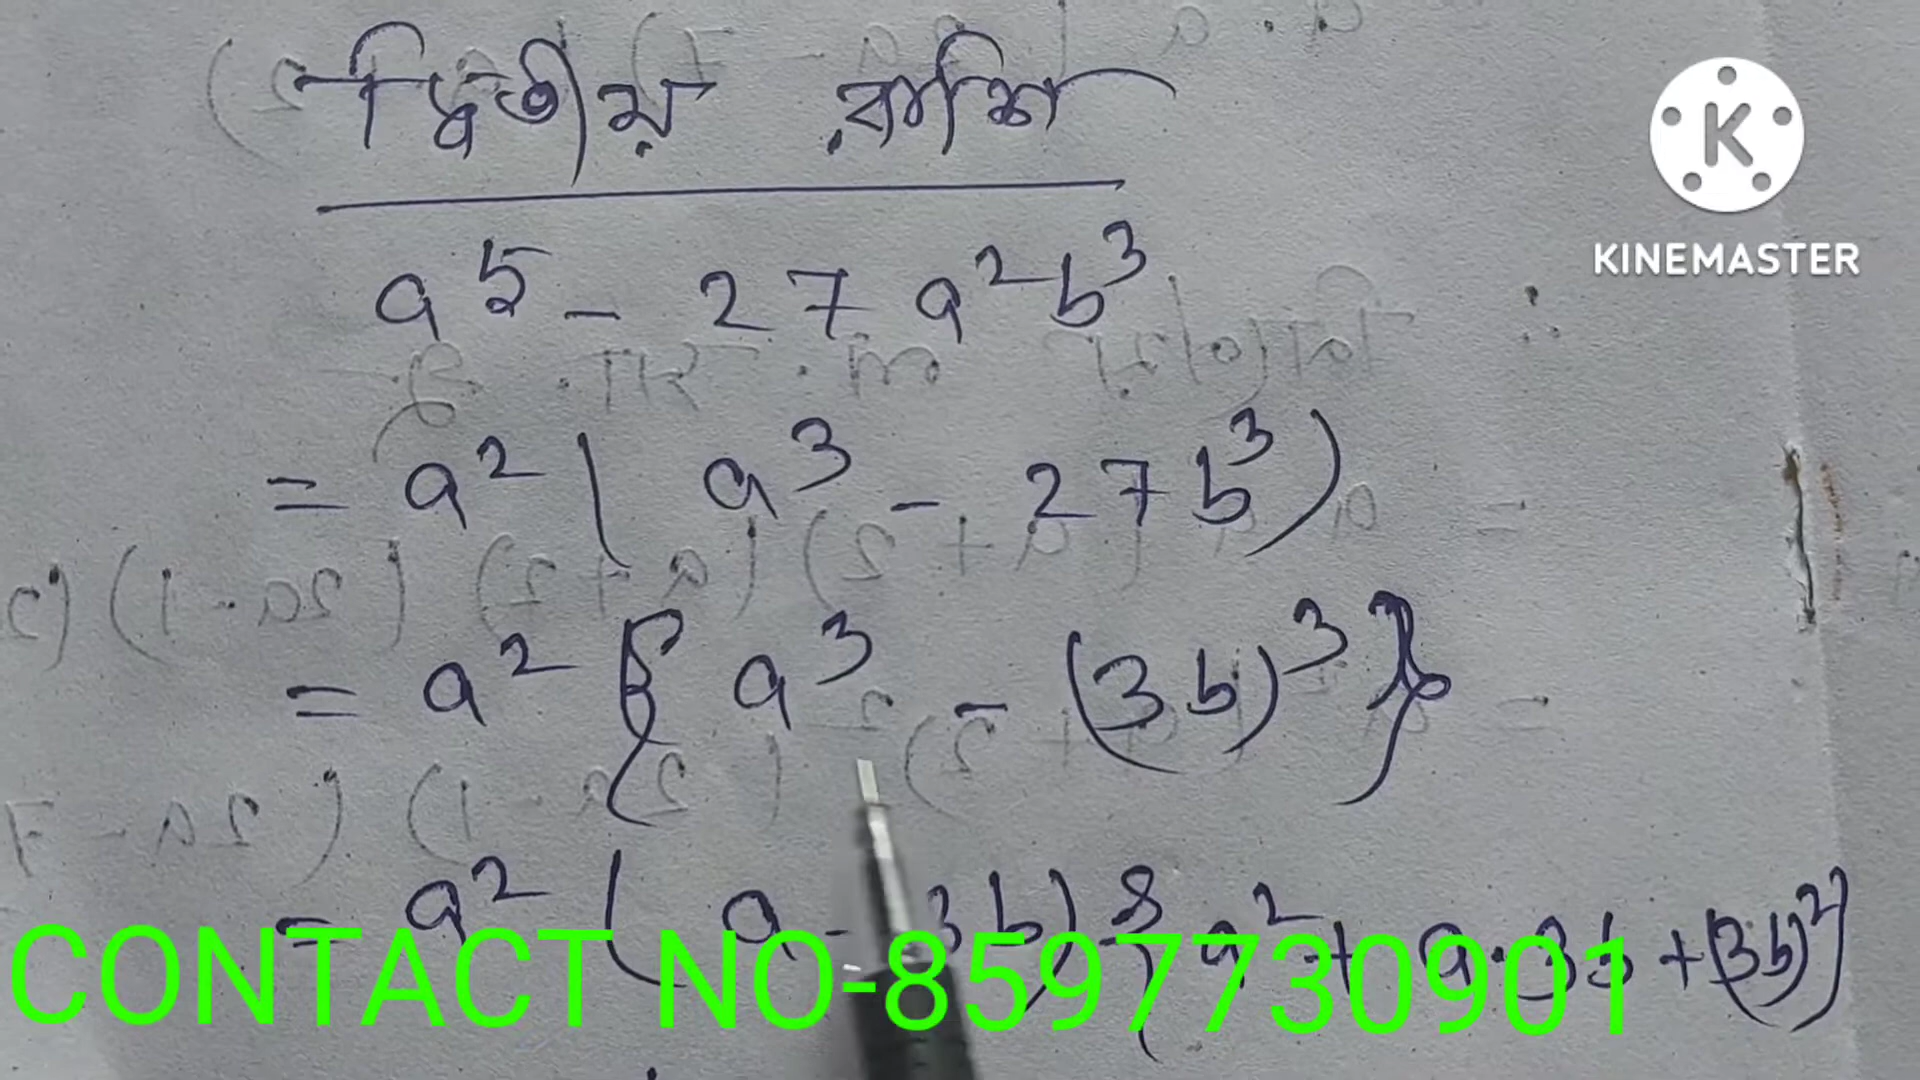 দ্বিতীয় রাশি
a⁵ - 27a²b³
= a² ( a³ - 27b³ )
= a² { a³ - (3b)³ }
= a² ( a - 3b) { a² + a·3b + (3b)² }
K
KINEMASTER
CONTACT NO-8597730901